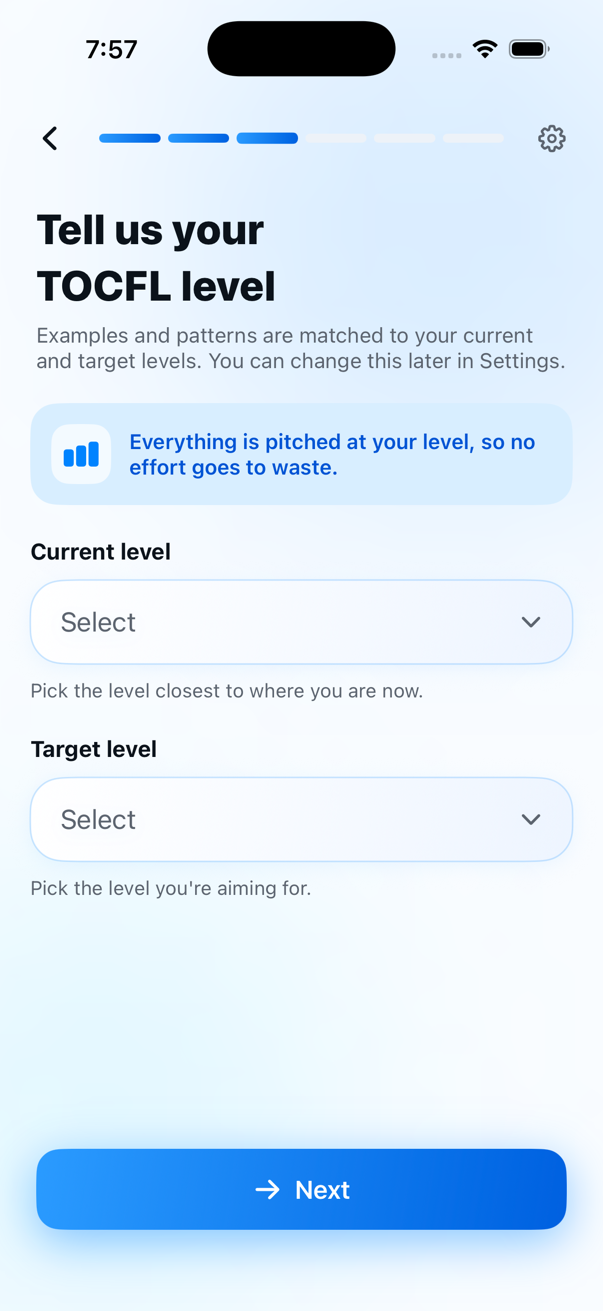 7:57
Tell us your
TOCFL level
Examples and patterns are matched to your current
and target levels. You can change this later in Settings.
Everything is pitched at your level, so no
effort goes to waste.
Current level
Select
Pick the level closest to where you are now.
Target level
Select
Pick the level you're aiming for.
Next